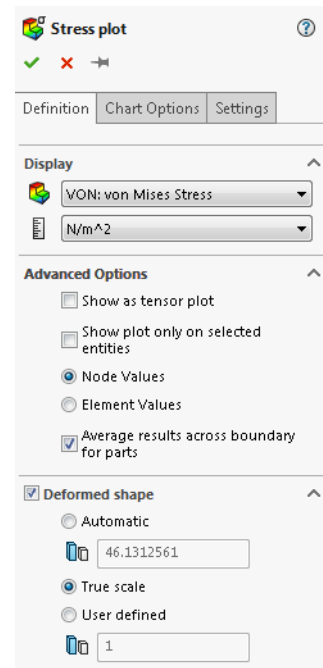 Stress plot
Definition
Chart Options
Settings
Display
VON: von Mises Stress
N/m^2
Advanced Options
Show as tensor plot
Show plot only on selected
entities
Node Values
Element Values
Average results across boundary
for parts
Deformed shape
Automatic
46.1312561
True scale
User defined
1